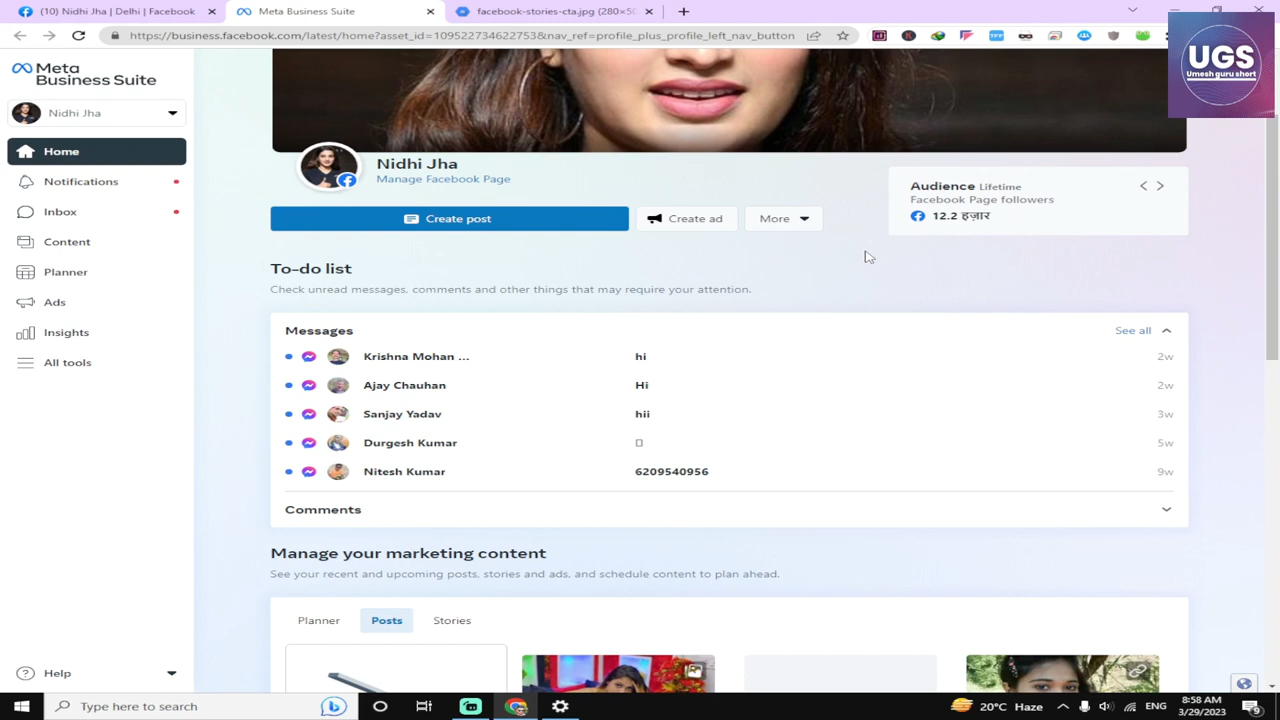 (10) Nidhi Jha | Delhi | Facebook
Meta Business Suite
facebook-stories-cta.jpg (280×50
https://business.facebook.com/latest/home?asset_id=109522734622753&nav_ref=profile_plus_profile_left_nav_button
UGS
Umesh guru short
Meta
Business Suite
Nidhi Jha
Home
Notifications
Inbox
Content
Planner
Ads
Insights
All tools
Help
Nidhi Jha
Manage Facebook Page
Create post
Create ad
More
Audience Lifetime
Facebook Page followers
12.2 हज़ार
To-do list
Check unread messages, comments and other things that may require your attention.
Messages
See all
Krishna Mohan ... hi 2w
Ajay Chauhan Hi 2w
Sanjay Yadav hii 3w
Durgesh Kumar 5w
Nitesh Kumar 6209540956 9w
Comments
Manage your marketing content
See your recent and upcoming posts, stories and ads, and schedule content to plan ahead.
Planner
Posts
Stories
Type here to search
20°C Haze
ENG
8:58 AM
3/29/2023
9